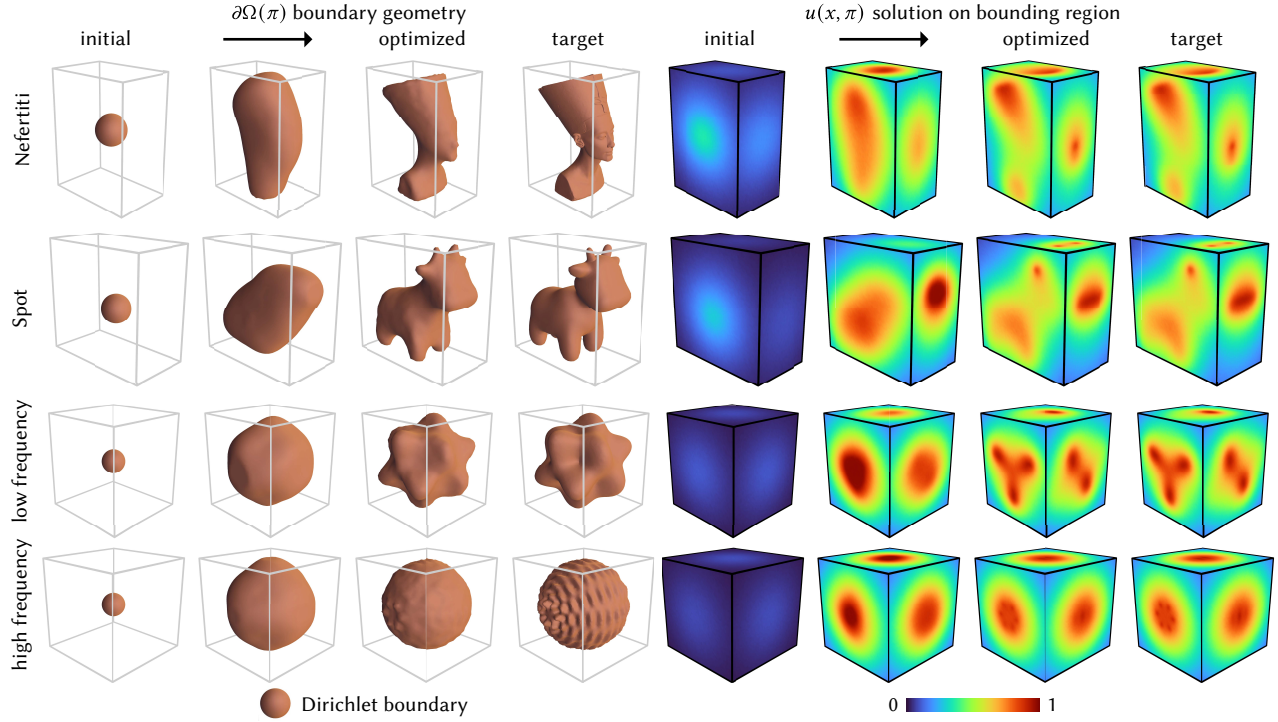 ∂Ω(π) boundary geometry
u(x, π) solution on bounding region
initial
optimized
target
initial
optimized
target
Nefertiti
Spot
low frequency
high frequency
Dirichlet boundary
0
1